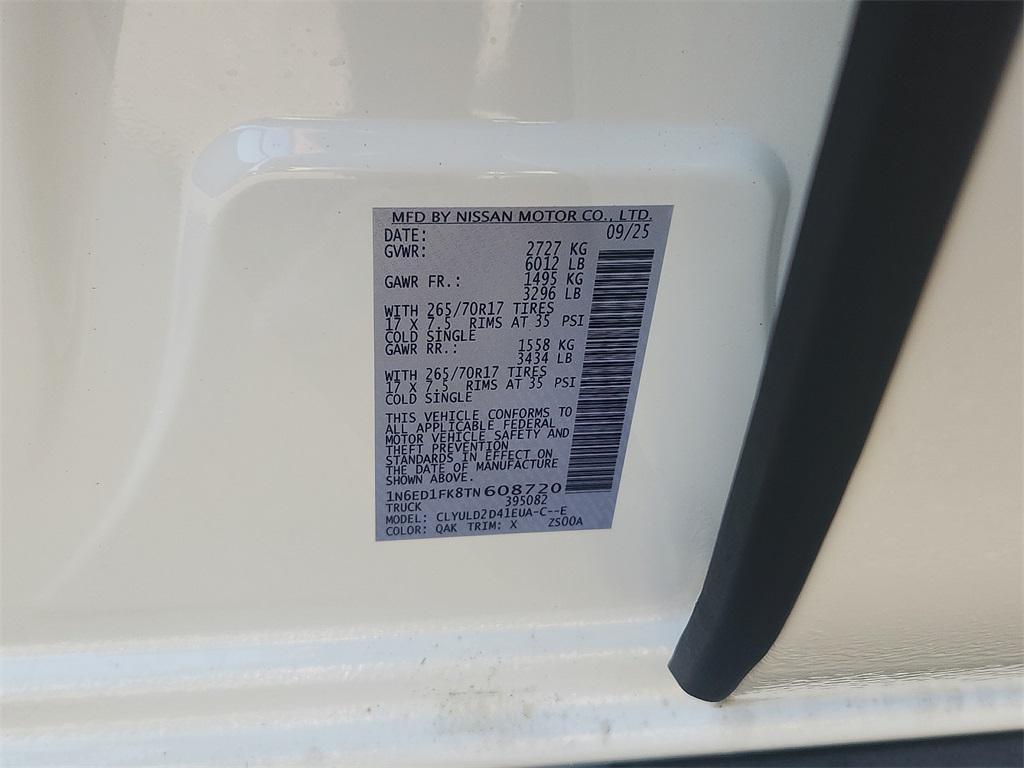 MFD BY NISSAN MOTOR CO., LTD.
DATE: 09/25
GVWR: 2727 KG
6012 LB
GAWR FR.: 1495 KG
3296 LB
WITH 265/70R17 TIRES
17 X 7.5 RIMS AT 35 PSI
COLD SINGLE
GAWR RR.: 1558 KG
3434 LB
WITH 265/70R17 TIRES
17 X 7.5 RIMS AT 35 PSI
COLD SINGLE
THIS VEHICLE CONFORMS TO
ALL APPLICABLE FEDERAL
MOTOR VEHICLE SAFETY AND
THEFT PREVENTION
STANDARDS IN EFFECT ON
THE DATE OF MANUFACTURE
SHOWN ABOVE.
1N6ED1FK8TN608720
TRUCK 395082
MODEL: CLYULD2D41EUA-C--E
COLOR: QAK TRIM: X ZS00A